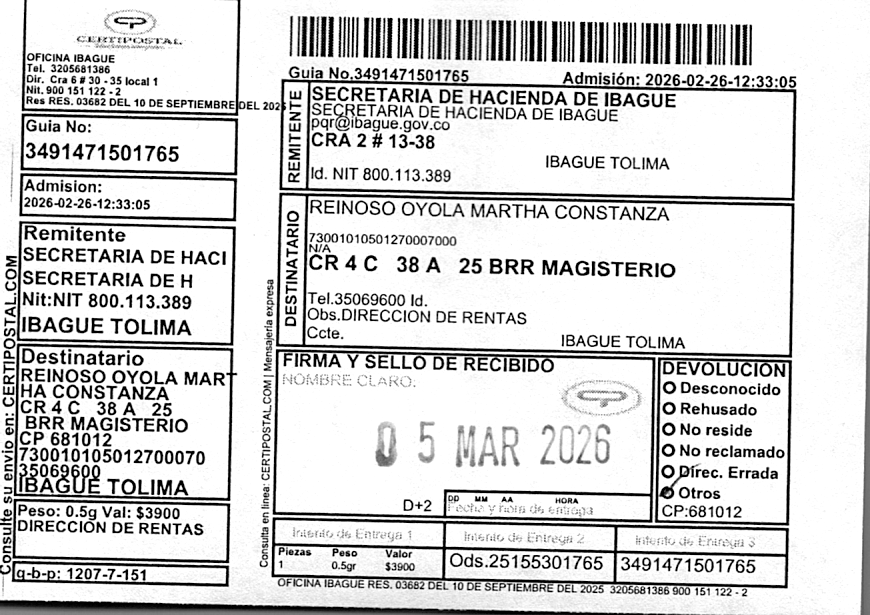 CERTIPOSTAL
OFICINA IBAGUE
Tel. 3205681386
Dir. Cra 6 # 30 - 35 local 1
Nit. 900 151 122 - 2
Res RES. 03682 DEL 10 DE SEPTIEMBRE DEL 2025
Guia No:
3491471501765
Admision:
2026-02-26-12:33:05
Remitente
SECRETARIA DE HACI
SECRETARIA DE H
Nit:NIT 800.113.389
IBAGUE TOLIMA
Destinatario
REINOSO OYOLA MART
HA CONSTANZA
CR 4 C 38 A 25
BRR MAGISTERIO
CP 681012
730010105012700070
35069600
IBAGUE TOLIMA
Peso: 0.5g Val: $3900
DIRECCION DE RENTAS
g-b-p: 1207-7-151
Consulte su envio en: CERTIPOSTAL.COM
Guia No.3491471501765
Admisión: 2026-02-26-12:33:05
REMITENTE
SECRETARIA DE HACIENDA DE IBAGUE
SECRETARIA DE HACIENDA DE IBAGUE
pqr@ibague.gov.co
CRA 2 # 13-38
IBAGUE TOLIMA
Id. NIT 800.113.389
DESTINATARIO
REINOSO OYOLA MARTHA CONSTANZA
73001010501270007000
N/A
CR 4 C 38 A 25 BRR MAGISTERIO
Tel.35069600 Id.
Obs.DIRECCION DE RENTAS
Ccte.
IBAGUE TOLIMA
Consulta en linea: CERTIPOSTAL.COM | Mensajería expresa
FIRMA Y SELLO DE RECIBIDO
NOMBRE CLARO:
05 MAR 2026
D+2
DD MM AA HORA
Fecha y hora de entrega
DEVOLUCION
Desconocido
Rehusado
No reside
No reclamado
Direc. Errada
Otros
CP:681012
Intento de Entrega 1
Intento de Entrega 2
Intento de Entrega 3
Piezas Peso Valor
1 0.5gr $3900
Ods.25155301765
3491471501765
OFICINA IBAGUE RES. 03682 DEL 10 DE SEPTIEMBRE DEL 2025 3205681386 900 151 122 - 2